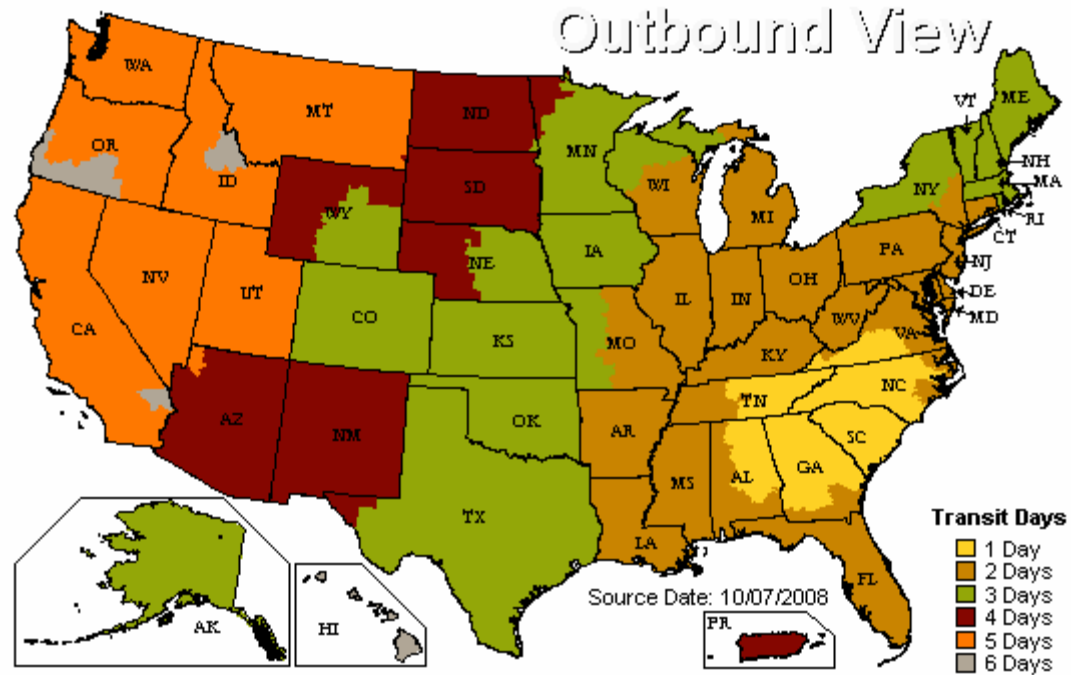 Outbound View
WA
MT
ND
MN
VT
ME
OR
ID
SD
WI
NY
NH
MA
WY
MI
RI
CT
NE
IA
PA
NV
UT
CO
IL
IN
OH
NJ
DE
MD
CA
KS
MO
WV
VA
KY
AZ
NM
OK
AR
TN
NC
SC
MS
AL
GA
TX
LA
FL
AK
HI
PR
Source Date: 10/07/2008
Transit Days
1 Day
2 Days
3 Days
4 Days
5 Days
6 Days